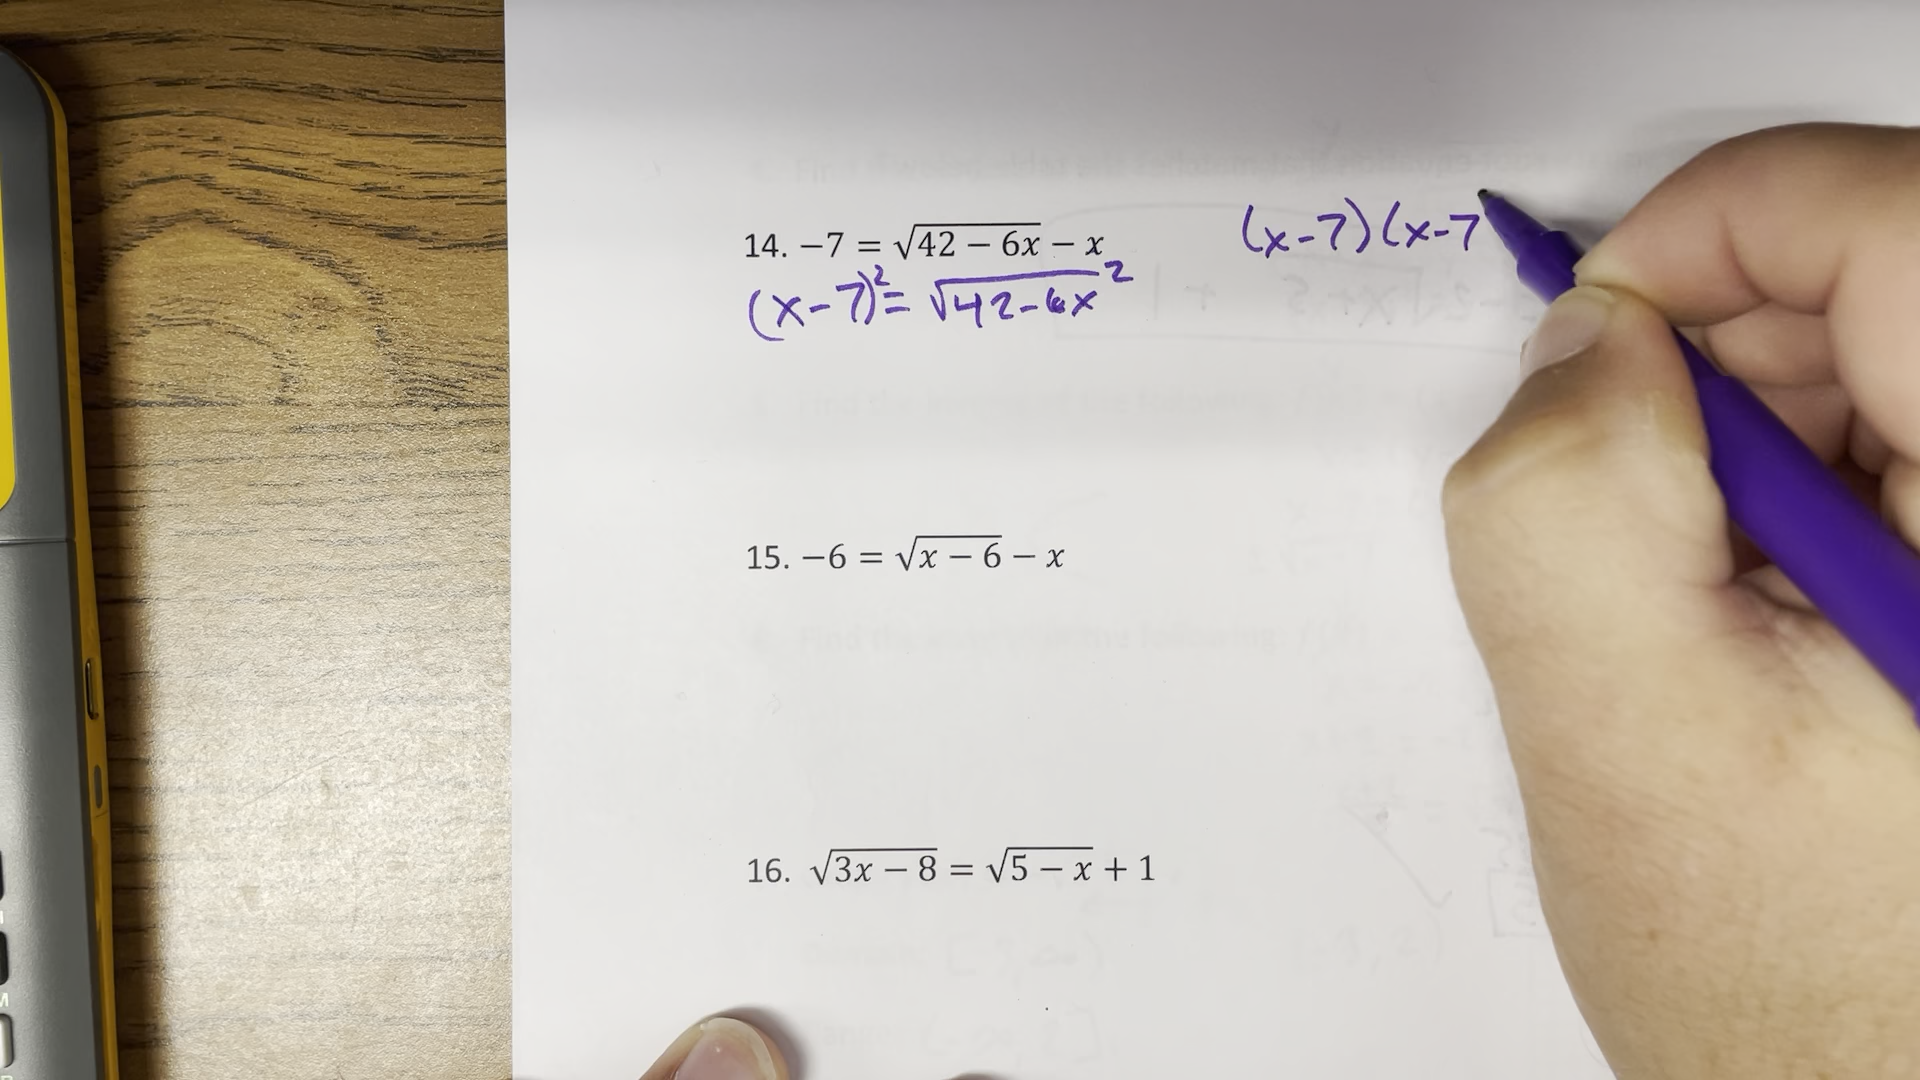 14. −7 = √42 − 6x − x
(x-7)(x-7
(x-7)² = √42-6x ²
15. −6 = √x − 6 − x
16. √3x − 8 = √5 − x + 1